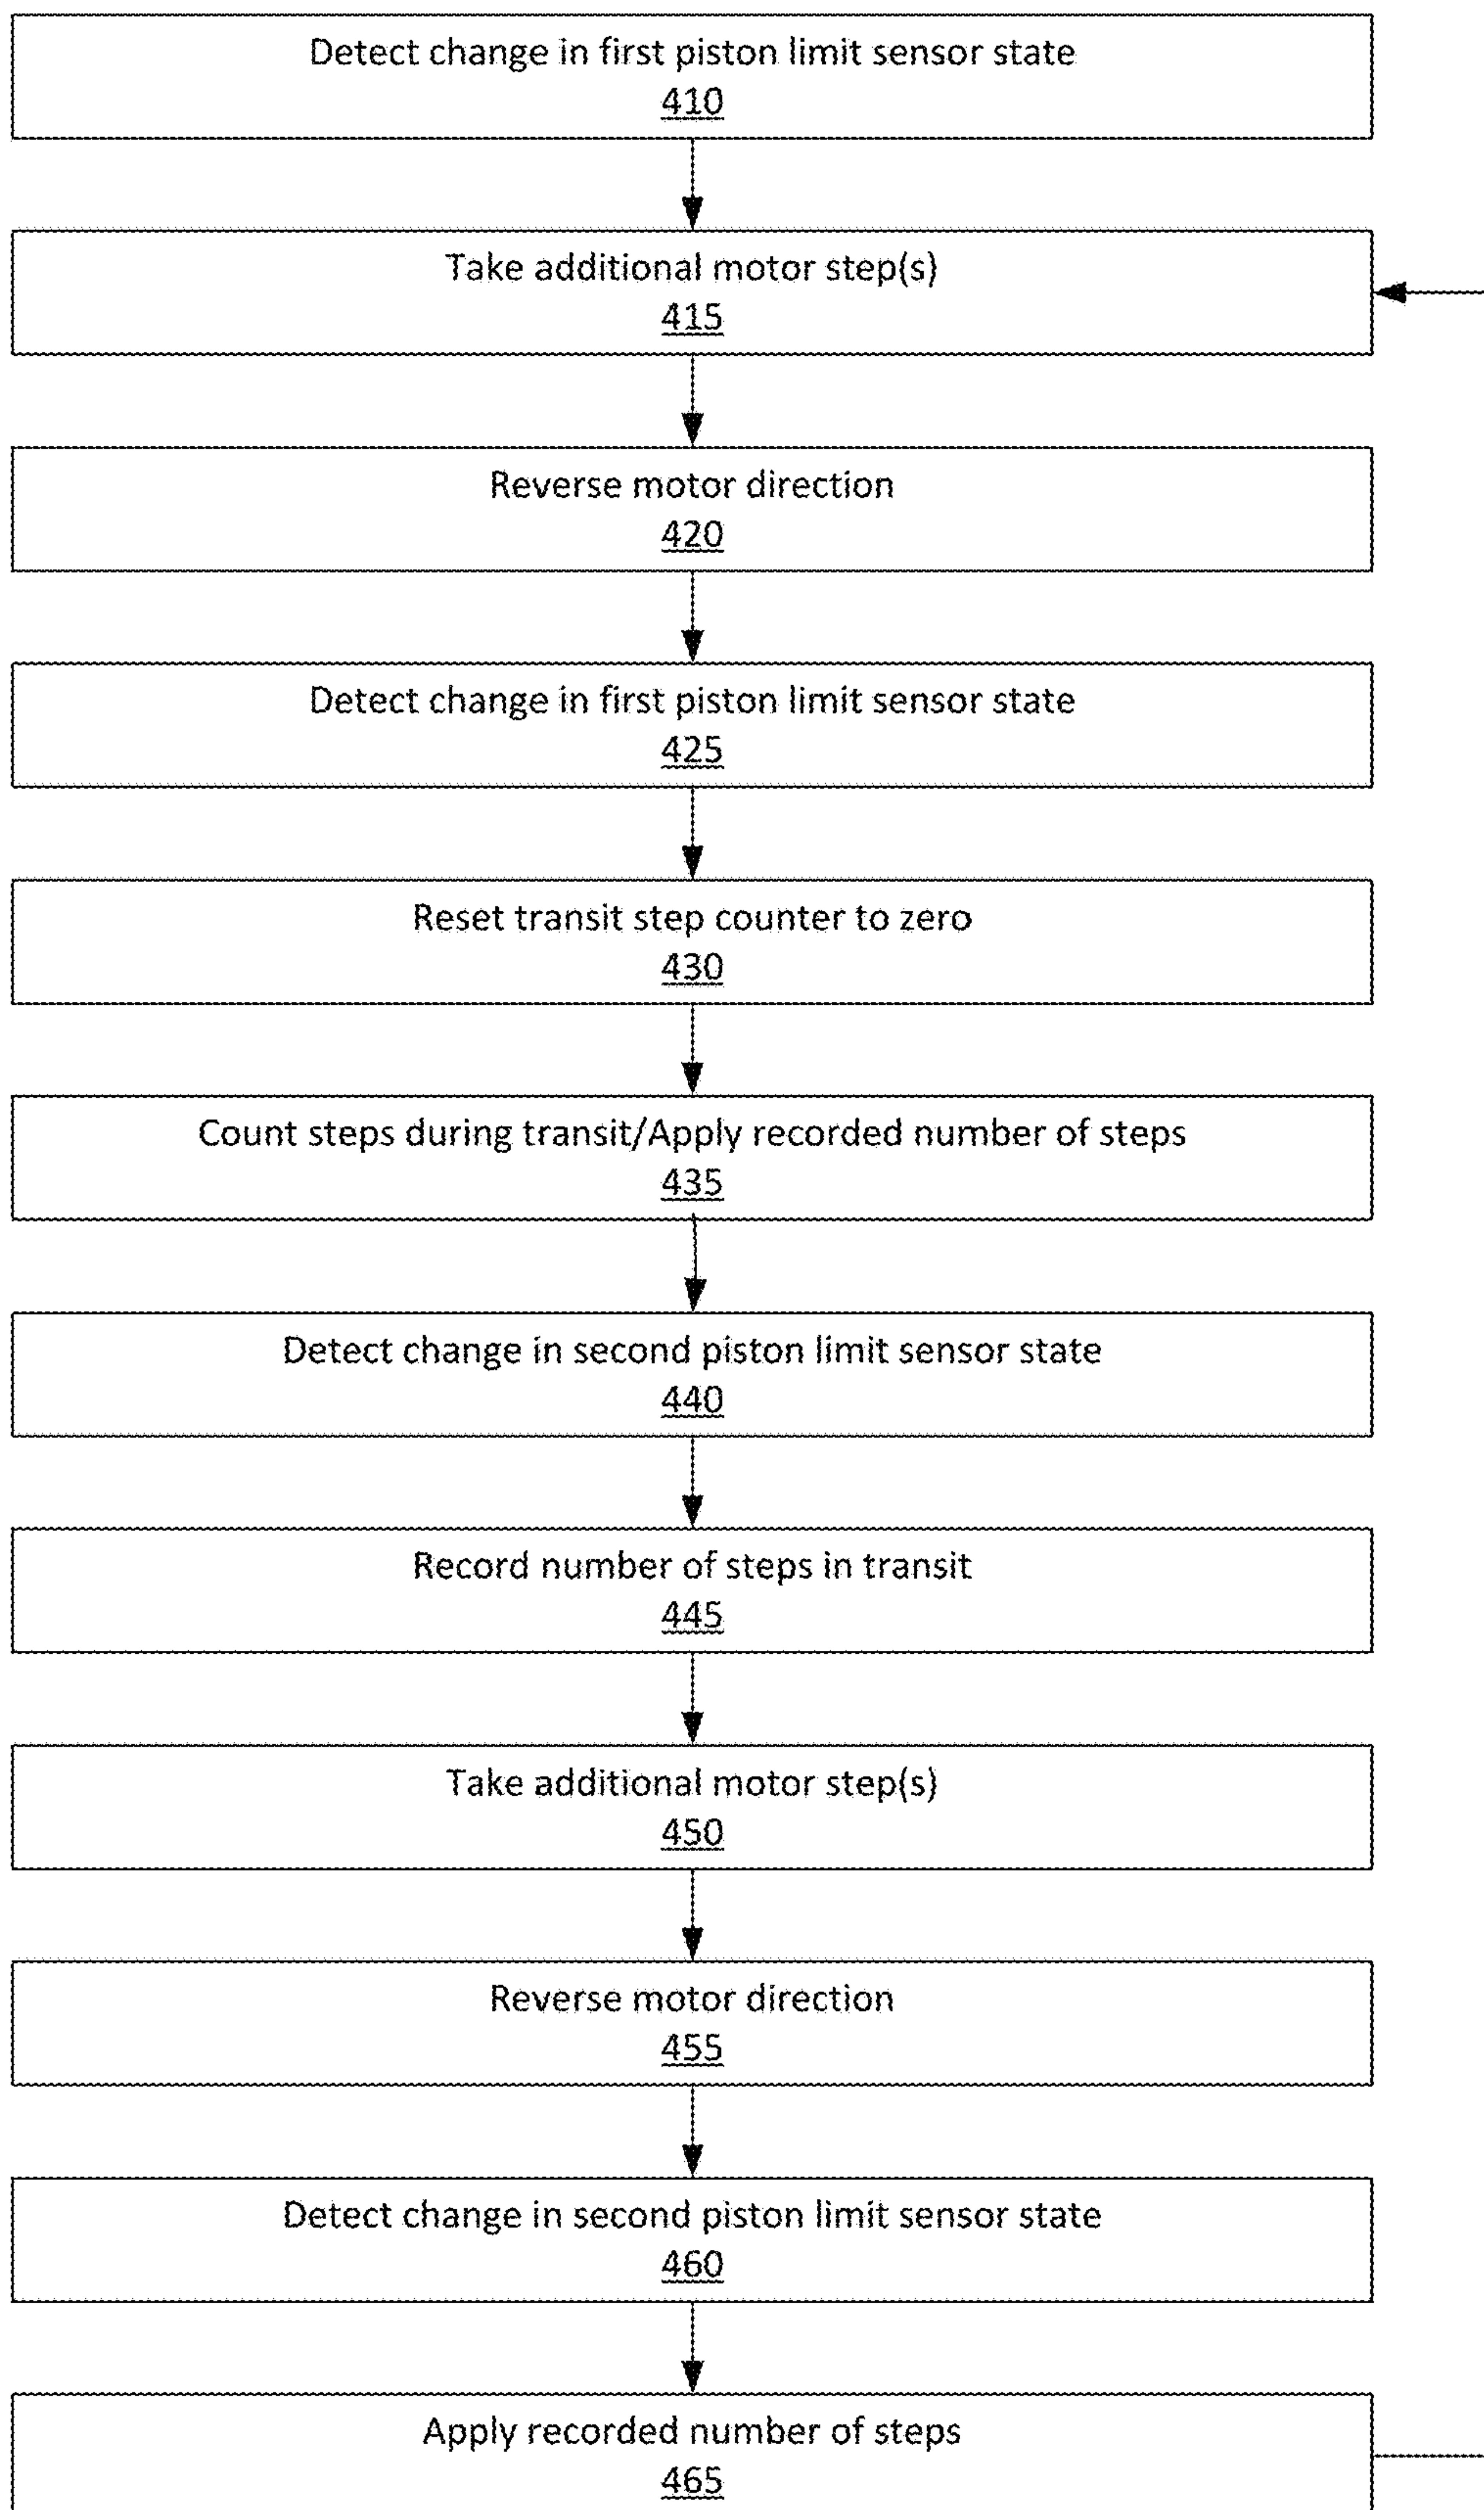 Detect change in first piston limit sensor state
410
Take additional motor step(s)
415
Reverse motor direction
420
Detect change in first piston limit sensor state
425
Reset transit step counter to zero
430
Count steps during transit/Apply recorded number of steps
435
Detect change in second piston limit sensor state
440
Record number of steps in transit
445
Take additional motor step(s)
450
Reverse motor direction
455
Detect change in second piston limit sensor state
460
Apply recorded number of steps
465